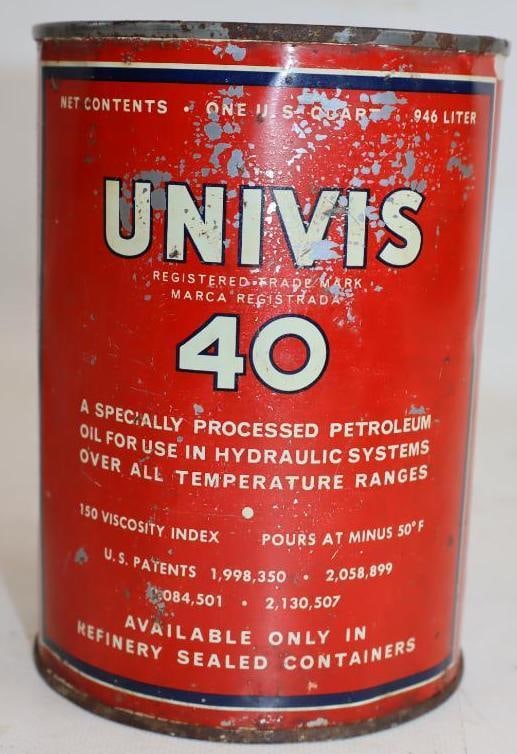 NET CONTENTS • ONE U.S. QUART .946 LITER
UNIVIS
REGISTERED TRADE MARK
MARCA REGISTRADA
40
A SPECIALLY PROCESSED PETROLEUM
OIL FOR USE IN HYDRAULIC SYSTEMS
OVER ALL TEMPERATURE RANGES
150 VISCOSITY INDEX POURS AT MINUS 50°F
U.S. PATENTS 1,998,350 • 2,058,899
,084,501 • 2,130,507
AVAILABLE ONLY IN
REFINERY SEALED CONTAINERS